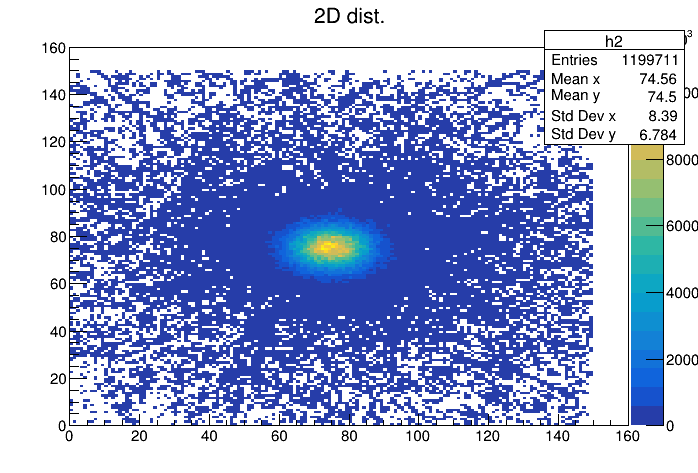 2D dist.
h2
Entries 1199711
Mean x 74.56
Mean y 74.5
Std Dev x 8.39
Std Dev y 6.784
160
140
120
100
80
60
40
20
0
0 20 40 60 80 100 120 140 160
8000
6000
4000
2000
0